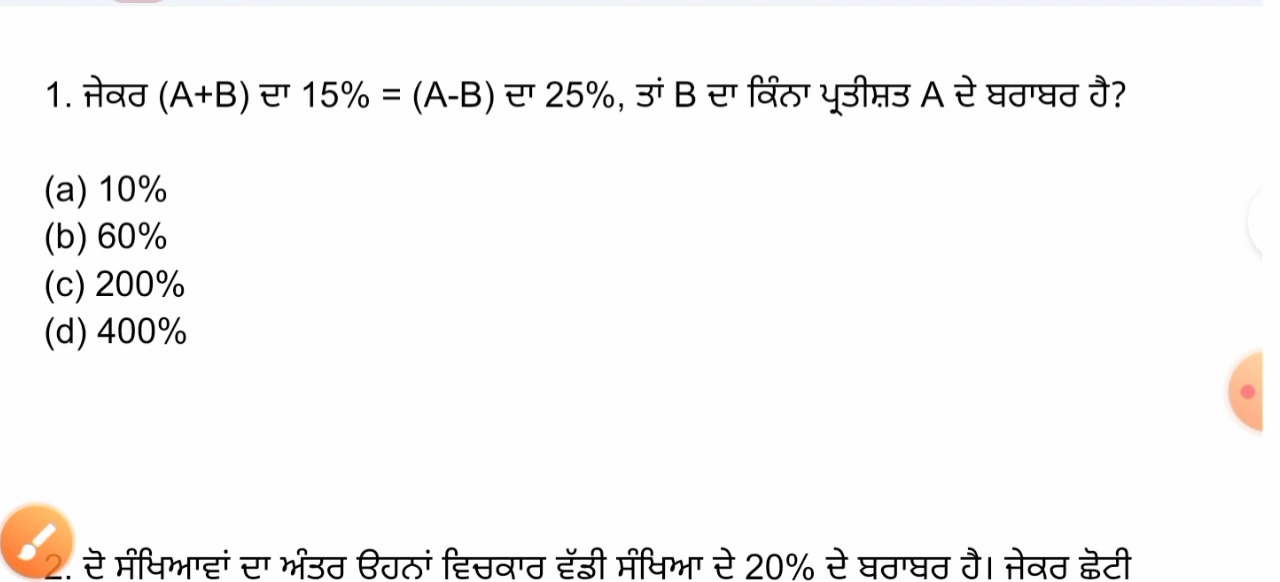 1. ਜੇਕਰ (A+B) ਦਾ 15% = (A-B) ਦਾ 25%, ਤਾਂ B ਦਾ ਕਿੰਨਾ ਪ੍ਰਤੀਸ਼ਤ A ਦੇ ਬਰਾਬਰ ਹੈ?
(a) 10%
(b) 60%
(c) 200%
(d) 400%
2. ਦੋ ਸੰਖਿਆਵਾਂ ਦਾ ਅੰਤਰ ਉਹਨਾਂ ਵਿਚਕਾਰ ਵੱਡੀ ਸੰਖਿਆ ਦੇ 20% ਦੇ ਬਰਾਬਰ ਹੈ। ਜੇਕਰ ਛੋਟੀ